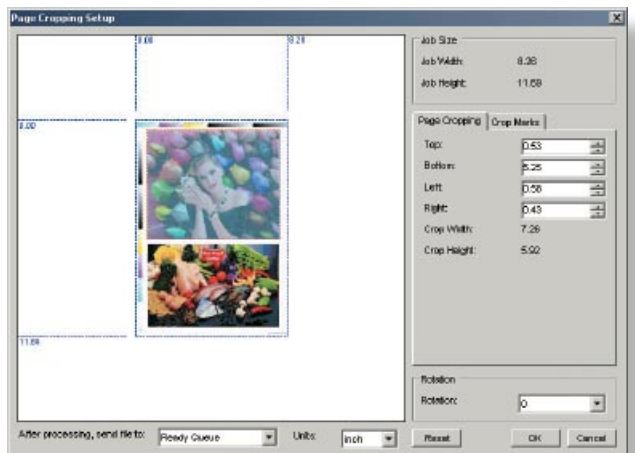 Page Cropping Setup
0.00
8.26
0.00
11.69
Job Size
Job Width: 8.26
Job Height: 11.69
Page Cropping
Crop Marks
Top: 0.53
Bottom: 5.25
Left: 0.58
Right: 0.43
Crop Width: 7.26
Crop Height: 5.92
Rotation
Rotation: 0
After processing, send file to: Ready Queue
Units: inch
Reset
OK
Cancel